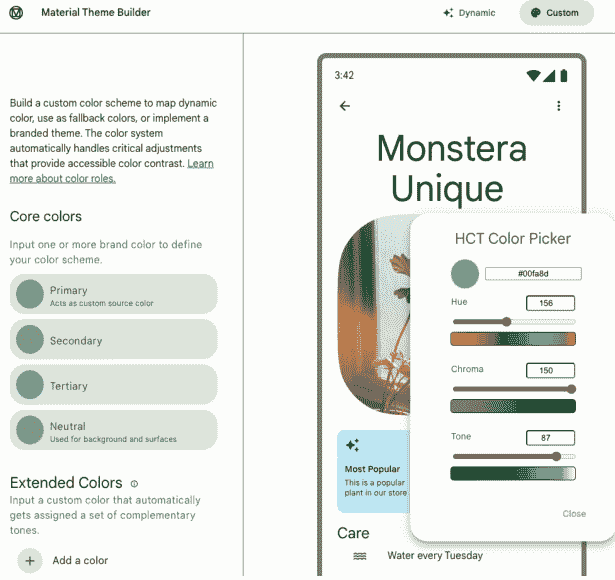 Material Theme Builder
Dynamic
Custom
Build a custom color scheme to map dynamic
color, use as fallback colors, or implement a
branded theme. The color system
automatically handles critical adjustments
that provide accessible color contrast. Learn
more about color roles.
Core colors
Input one or more brand color to define
your color scheme.
Primary
Acts as custom source color
Secondary
Tertiary
Neutral
Used for background and surfaces
Extended Colors
Input a custom color that automatically
gets assigned a set of complementary
tones.
Add a color
3:42
Monstera
Unique
Most Popular
This is a popular
plant in our store
Care
Water every Tuesday
HCT Color Picker
#00fa8d
Hue
156
Chroma
150
Tone
87
Close